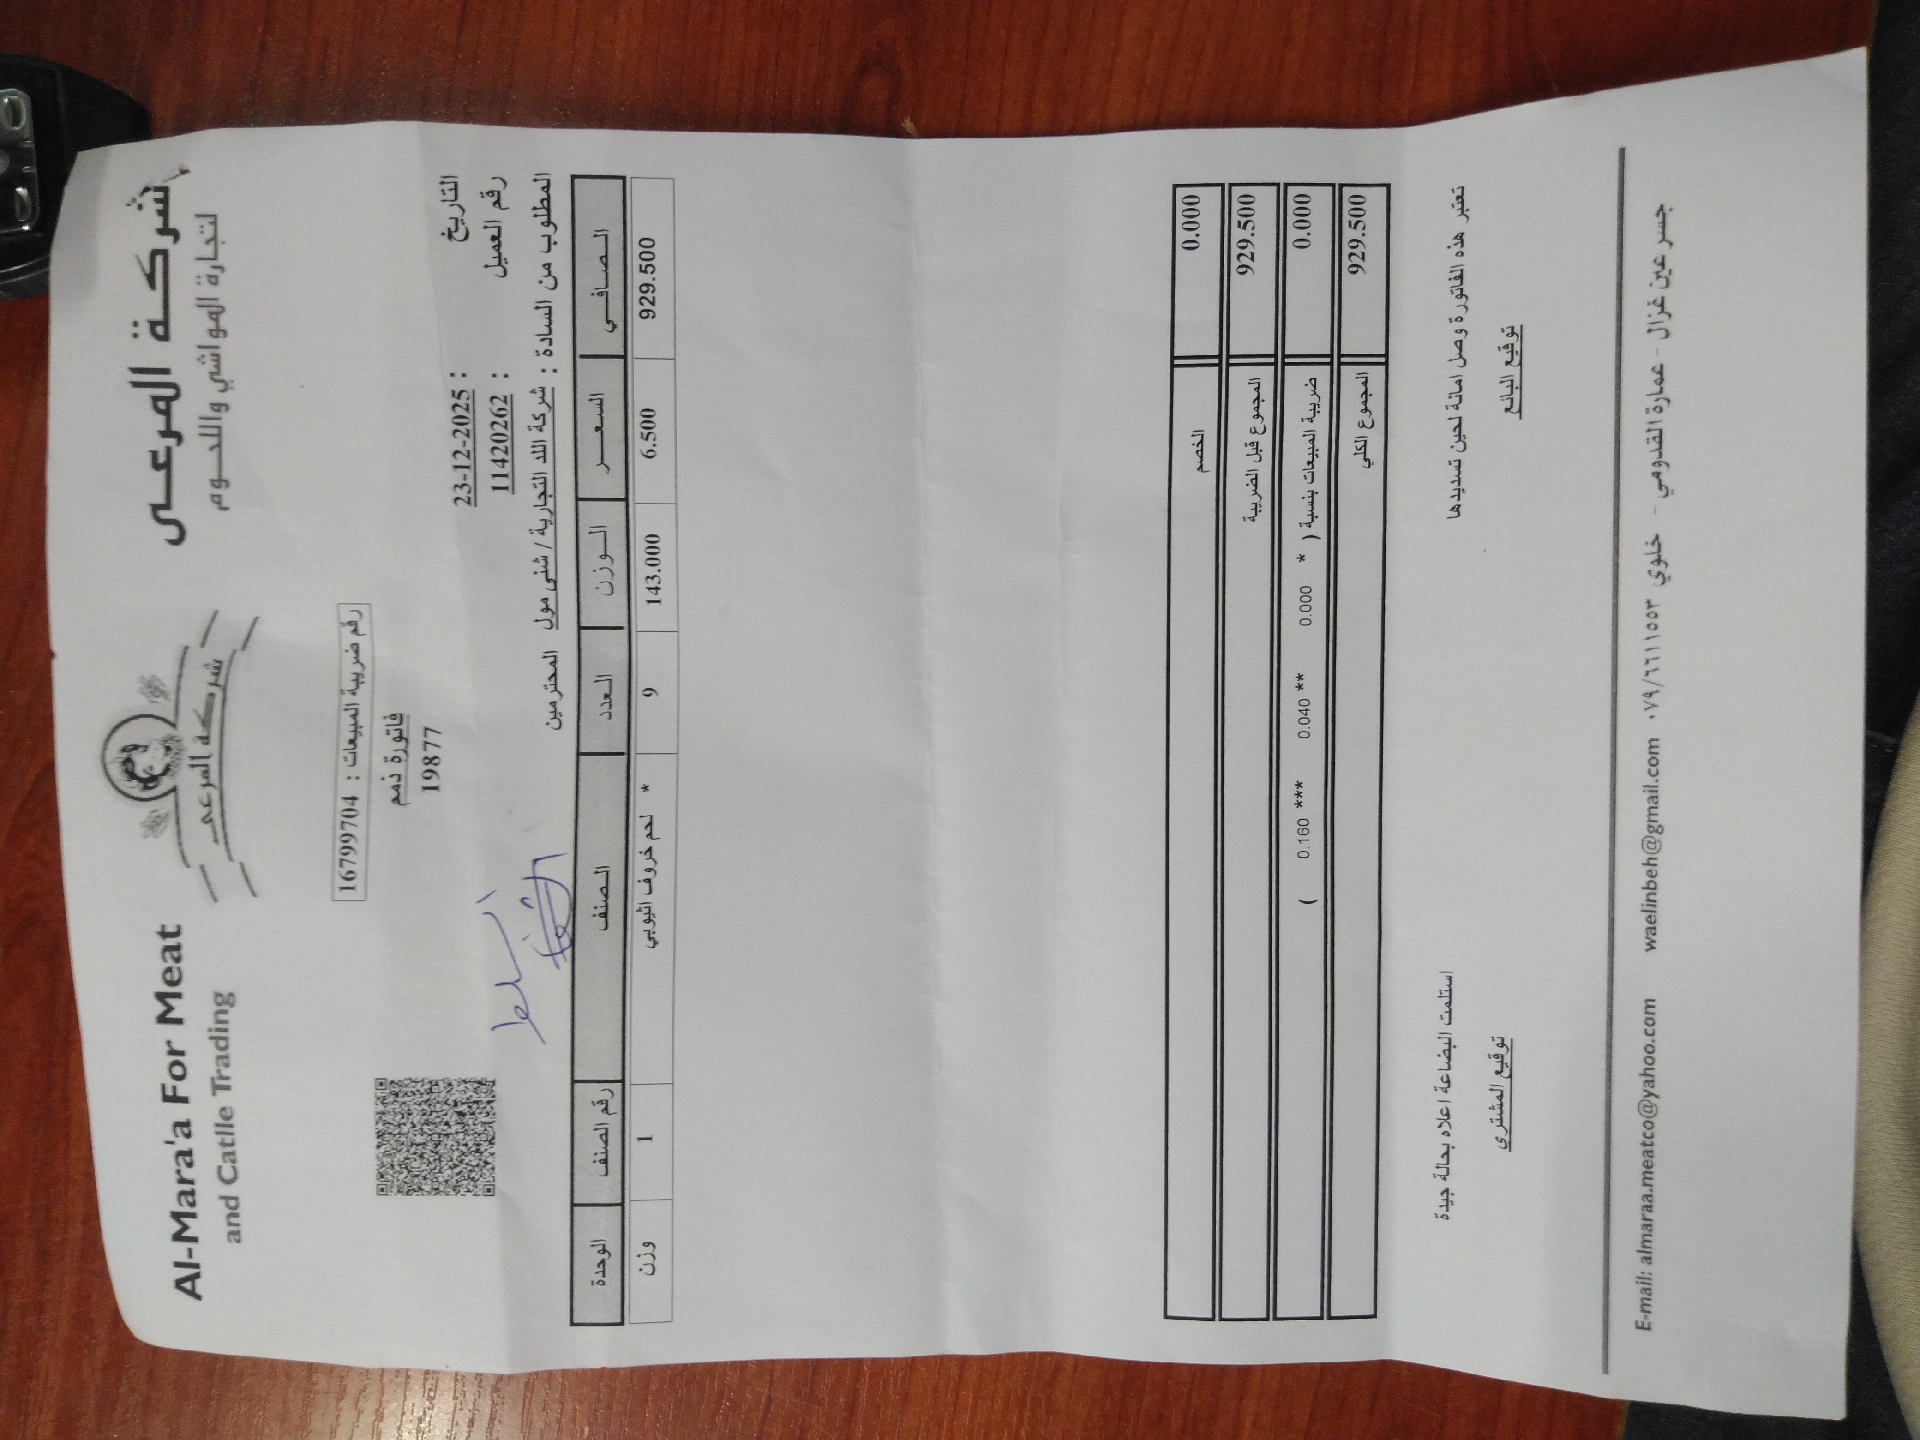 Al-Mara'a For Meat
and Catlle Trading
شركة المرعى
لتجارة المواشي واللحوم
شركة المرعى
رقم ضريبة المبيعات : 16799704
فاتورة ذمم
19877
التاريخ : 23-12-2025
رقم العميل : 11420262
المطلوب من السادة : شركة اللد التجارية / شني مول المحترمين
الوحدة رقم الصنف الصنف العدد الوزن السعر الصافي
وزن 1 لحم خروف اثيوبي * 9 143.000 6.500 929.500
الخصم 0.000
المجموع قبل الضريبة 929.500
ضريبة المبيعات بنسبة ( * 0.000 ** 0.040 *** 0.160 ) 0.000
المجموع الكلي 929.500
تعتبر هذه الفاتورة وصل امانة لحين تسديدها
استلمت البضاعة اعلاه بحالة جيدة
توقيع البائع
توقيع المشتري
جسر عين غزال - عمارة القدومي - خلوي ٠٧٩/٦٦١١٥٥٣
E-mail: almaraa.meatco@yahoo.com waelinbeh@gmail.com